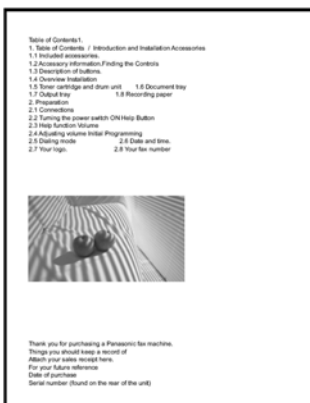 Table of Contents1.
1. Table of Contents / Introduction and Installation Accessories
1.1 Included accessories.
1.2 Accessory information.Finding the Controls
1.3 Description of buttons.
1.4 Overview Installation
1.5 Toner cartridge and drum unit 1.6 Document tray
1.7 Output tray 1.8 Recording paper
2. Preparation
2.1 Connections
2.2 Turning the power switch ON Help Button
2.3 Help function Volume
2.4 Adjusting volume Initial Programming
2.5 Dialing mode 2.6 Date and time.
2.7 Your logo. 2.8 Your fax number
Thank you for purchasing a Panasonic fax machine.
Things you should keep a record of
Attach your sales receipt here.
For your future reference
Date of purchase
Serial number (found on the rear of the unit)